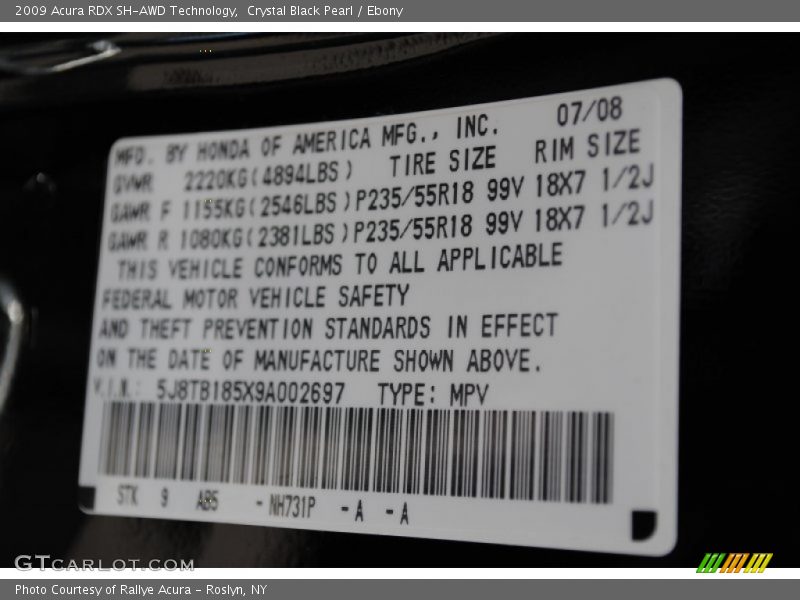 2009 Acura RDX SH-AWD Technology,  Crystal Black Pearl / Ebony
MFD. BY HONDA OF AMERICA MFG., INC. 07/08
GVWR 2220KG(4894LBS) TIRE SIZE RIM SIZE
GAWR F 1155KG(2546LBS)P235/55R18 99V 18X7 1/2J
GAWR R 1080KG(2381LBS)P235/55R18 99V 18X7 1/2J
THIS VEHICLE CONFORMS TO ALL APPLICABLE
FEDERAL MOTOR VEHICLE SAFETY
AND THEFT PREVENTION STANDARDS IN EFFECT
ON THE DATE OF MANUFACTURE SHOWN ABOVE.
V.I.N.: 5J8TB185X9A002697 TYPE: MPV
STK 9 AB5 -NH731P -A -A
GTCARLOT.COM
Photo Courtesy of Rallye Acura - Roslyn, NY